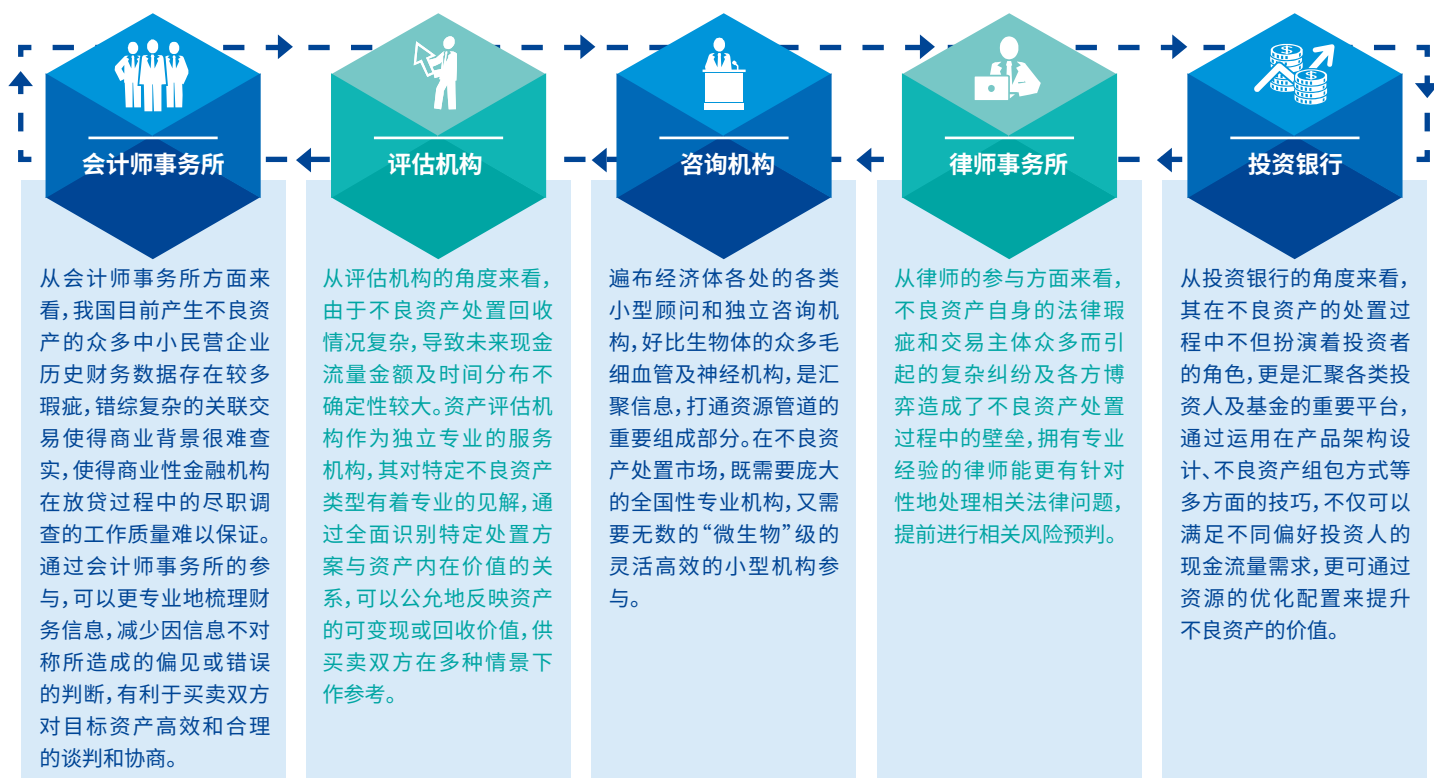 会计师事务所
从会计师事务所方面来
看,我国目前产生不良资
产的众多中小民营企业
历史财务数据存在较多
瑕疵,错综复杂的关联交
易使得商业背景很难查
实,使得商业性金融机构
在放贷过程中的尽职调
查的工作质量难以保证。
通过会计师事务所的参
与,可以更专业地梳理财
务信息,减少因信息不对
称所造成的偏见或错误
的判断,有利于买卖双方
对目标资产高效和合理
的谈判和协商。
评估机构
从评估机构的角度来看,
由于不良资产处置回收
情况复杂,导致未来现金
流量金额及时间分布不
确定性较大。资产评估机
构作为独立专业的服务
机构,其对特定不良资产
类型有着专业的见解,通
过全面识别特定处置方
案与资产内在价值的关
系,可以公允地反映资产
的可变现或回收价值,供
买卖双方在多种情景下
作参考。
咨询机构
遍布经济体各处的各类
小型顾问和独立咨询机
构,好比生物体的众多毛
细血管及神经机构,是汇
聚信息,打通资源管道的
重要组成部分。在不良资
产处置市场,既需要庞大
的全国性专业机构,又需
要无数的“微生物”级的
灵活高效的小型机构参
与。
律师事务所
从律师的参与方面来看,
不良资产自身的法律瑕
疵和交易主体众多而引
起的复杂纠纷及各方博
弈造成了不良资产处置
过程中的壁垒,拥有专业
经验的律师能更有针对
性地处理相关法律问题,
提前进行相关风险预判。
投资银行
从投资银行的角度来看,
其在不良资产的处置过
程中不但扮演着投资者
的角色,更是汇聚各类投
资人及基金的重要平台,
通过运用在产品架构设
计、不良资产组包方式等
多方面的技巧,不仅可以
满足不同偏好投资人的
现金流量需求,更可通过
资源的优化配置来提升
不良资产的价值。